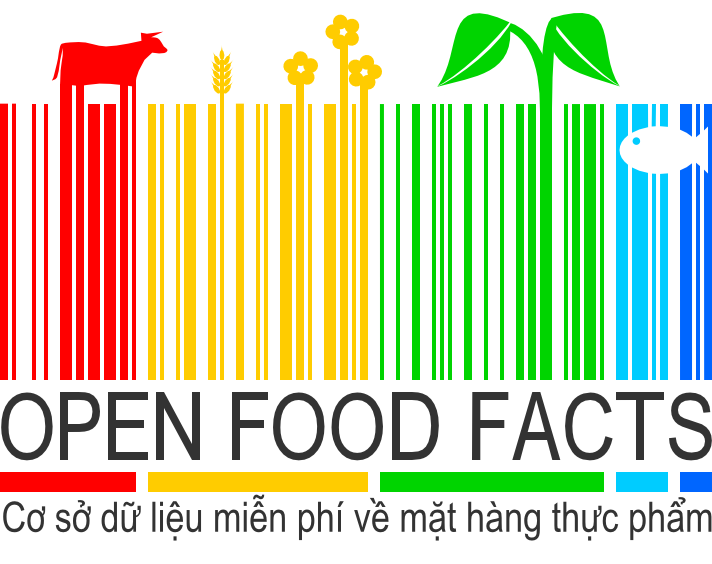 OPEN FOOD FACTS
Cơ sở dữ liệu miễn phí về mặt hàng thực phẩm